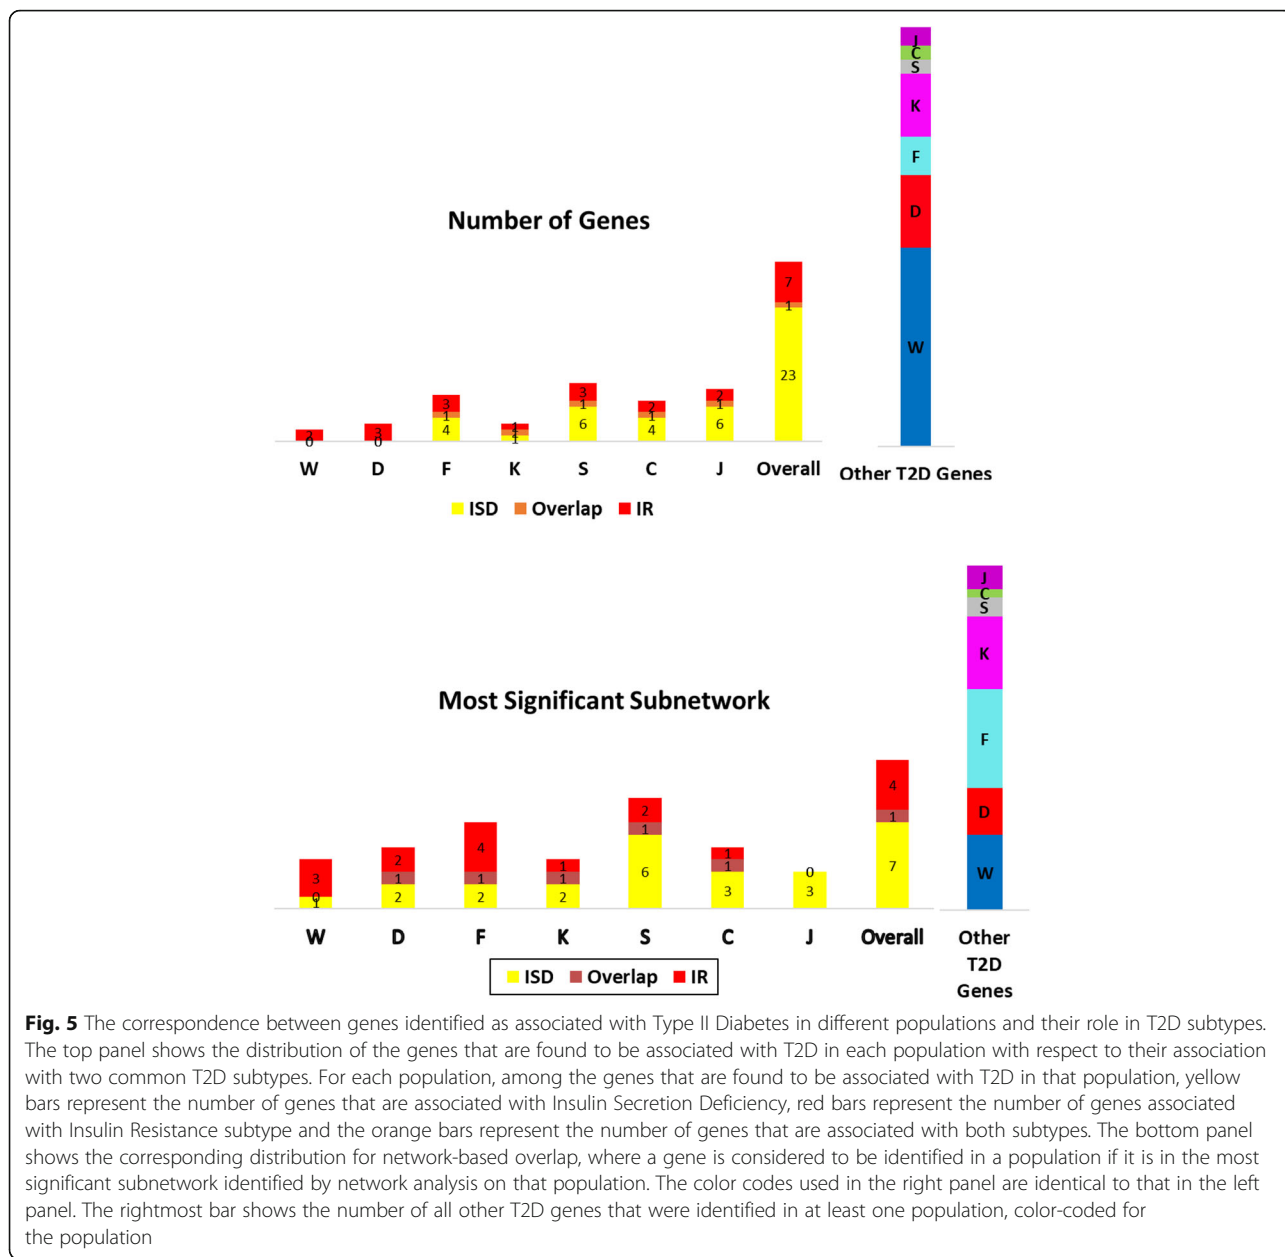 J
C
S
K
F
D
W
Other T2D Genes
Number of Genes
2 3 3 1 3 2 2 7
1 1 1 1 1
0 0 4 1 6 4 6 23
W D F K S C J Overall
ISD Overlap IR
J
C
S
K
F
D
W
Other
T2D
Genes
Most Significant Subnetwork
3 2 4 1 2 1 0 4
0 1 1 1 1 1 1
1 2 2 2 6 3 3 7
W D F K S C J Overall
ISD Overlap IR
Fig. 5 The correspondence between genes identified as associated with Type II Diabetes in different populations and their role in T2D subtypes.
The top panel shows the distribution of the genes that are found to be associated with T2D in each population with respect to their association
with two common T2D subtypes. For each population, among the genes that are found to be associated with T2D in that population, yellow
bars represent the number of genes that are associated with Insulin Secretion Deficiency, red bars represent the number of genes associated
with Insulin Resistance subtype and the orange bars represent the number of genes that are associated with both subtypes. The bottom panel
shows the corresponding distribution for network-based overlap, where a gene is considered to be identified in a population if it is in the most
significant subnetwork identified by network analysis on that population. The color codes used in the right panel are identical to that in the left
panel. The rightmost bar shows the number of all other T2D genes that were identified in at least one population, color-coded for
the population